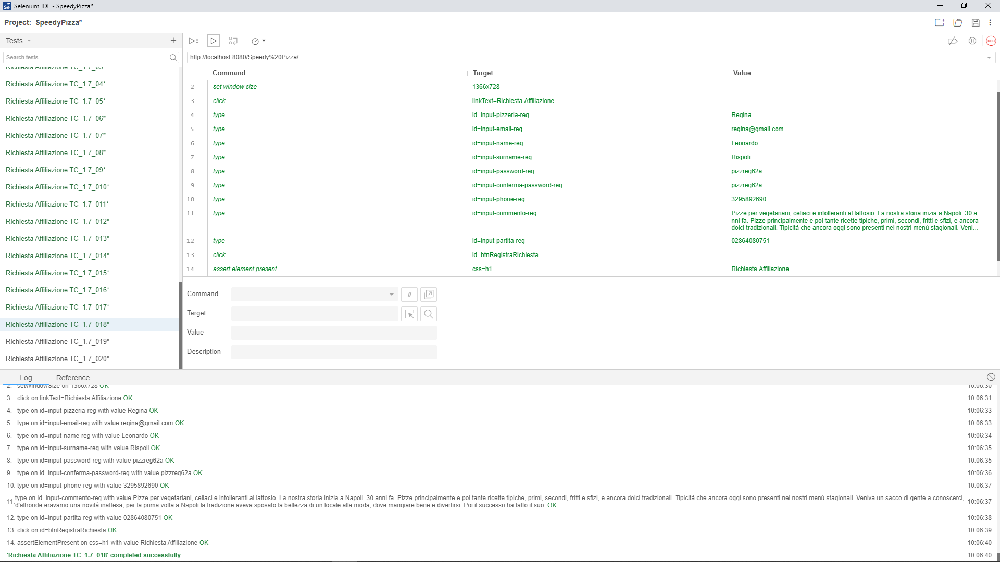 Selenium IDE - SpeedyPizza*
Project: SpeedyPizza*
Tests
Search tests...
http://localhost:8080/Speedy%20Pizza/
Richiesta Affiliazione TC_1.7_03
Richiesta Affiliazione TC_1.7_04*
Richiesta Affiliazione TC_1.7_05*
Richiesta Affiliazione TC_1.7_06*
Richiesta Affiliazione TC_1.7_07*
Richiesta Affiliazione TC_1.7_08*
Richiesta Affiliazione TC_1.7_09*
Richiesta Affiliazione TC_1.7_010*
Richiesta Affiliazione TC_1.7_011*
Richiesta Affiliazione TC_1.7_012*
Richiesta Affiliazione TC_1.7_013*
Richiesta Affiliazione TC_1.7_014*
Richiesta Affiliazione TC_1.7_015*
Richiesta Affiliazione TC_1.7_016*
Richiesta Affiliazione TC_1.7_017*
Richiesta Affiliazione TC_1.7_018*
Richiesta Affiliazione TC_1.7_019*
Richiesta Affiliazione TC_1.7_020*
REC
Command Target Value
2 set window size 1366x728
3 click linkText=Richiesta Affiliazione
4 type id=input-pizzeria-reg Regina
5 type id=input-email-reg regina@gmail.com
6 type id=input-name-reg Leonardo
7 type id=input-surname-reg Rispoli
8 type id=input-password-reg pizzreg62a
9 type id=input-conferma-password-reg pizzreg62a
10 type id=input-phone-reg 3295892690
11 type id=input-commento-reg Pizze per vegetariani, celiaci e intolleranti al lattosio. La nostra storia inizia a Napoli. 30 a
nni fa. Pizze principalmente e poi tante ricette tipiche, primi, secondi, fritti e sfizi, e ancora
dolci tradizionali. Tipicità che ancora oggi sono presenti nei nostri menù stagionali. Veni...
12 type id=input-partita-reg 02864080751
13 click id=btnRegistraRichiesta
14 assert element present css=h1 Richiesta Affiliazione
Command //
Target
Value
Description
Log Reference
2. setWindowSize on 1366x728 OK 10:06:30
3. click on linkText=Richiesta Affiliazione OK 10:06:31
4. type on id=input-pizzeria-reg with value Regina OK 10:06:33
5. type on id=input-email-reg with value regina@gmail.com OK 10:06:33
6. type on id=input-name-reg with value Leonardo OK 10:06:34
7. type on id=input-surname-reg with value Rispoli OK 10:06:35
8. type on id=input-password-reg with value pizzreg62a OK 10:06:35
9. type on id=input-conferma-password-reg with value pizzreg62a OK 10:06:36
10. type on id=input-phone-reg with value 3295892690 OK 10:06:37
11. type on id=input-commento-reg with value Pizze per vegetariani, celiaci e intolleranti al lattosio. La nostra storia inizia a Napoli. 30 anni fa. Pizze principalmente e poi tante ricette tipiche, primi, secondi, fritti e sfizi, e ancora dolci tradizionali. Tipicità che ancora oggi sono presenti nei nostri menù stagionali. Veniva un sacco di gente a conoscerci,
d'altronde eravamo una novità inattesa, per la prima volta a Napoli la tradizione aveva sposato la bellezza di un locale alla moda, dove mangiare bene e divertirsi. Poi il successo ha fatto il suo. OK 10:06:37
12. type on id=input-partita-reg with value 02864080751 OK 10:06:38
13. click on id=btnRegistraRichiesta OK 10:06:39
14. assertElementPresent on css=h1 with value Richiesta Affiliazione OK 10:06:40
'Richiesta Affiliazione TC_1.7_018' completed successfully 10:06:40